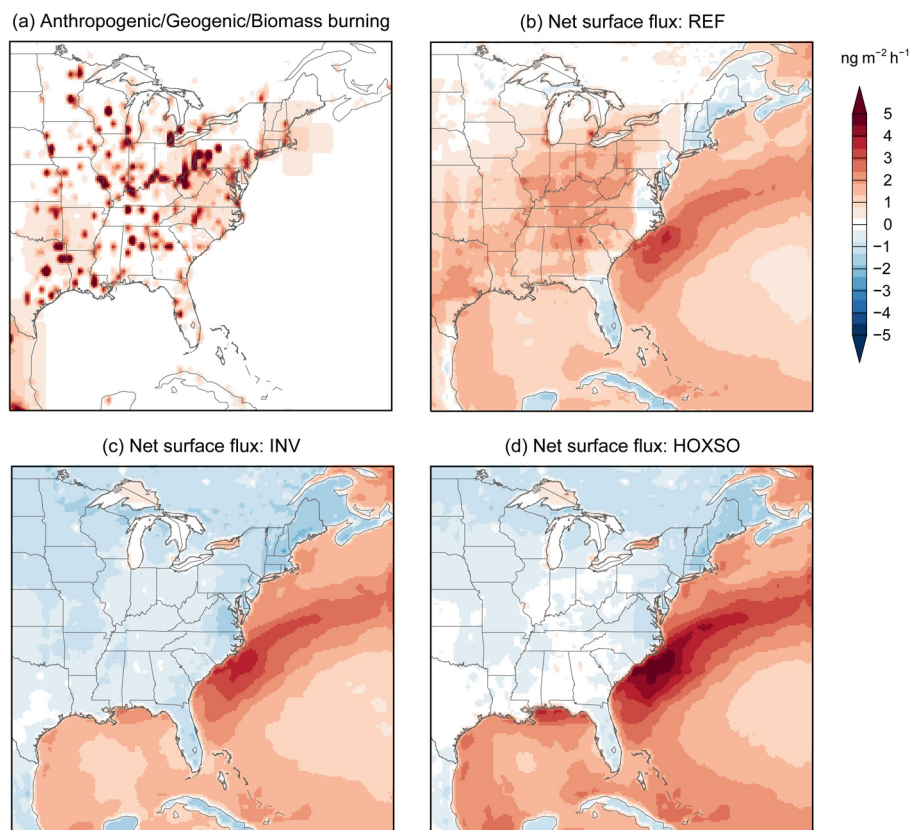 (a) Anthropogenic/Geogenic/Biomass burning
(b) Net surface flux: REF
ng m⁻² h⁻¹
5
4
3
2
1
0
−1
−2
−3
−4
−5
(c) Net surface flux: INV
(d) Net surface flux: HOXSO